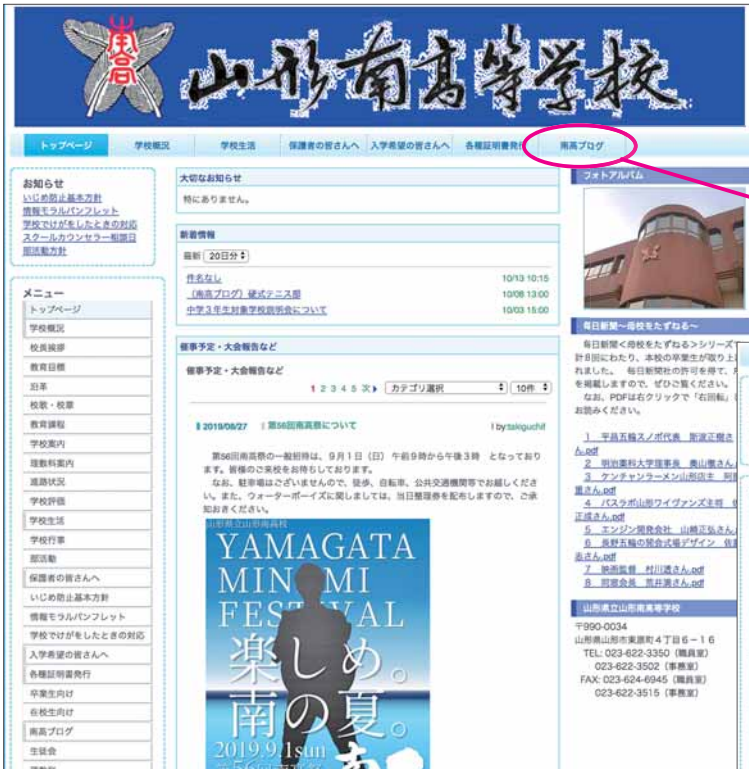 山形南高等学校
トップページ
学校概況
学校生活
保護者の皆さんへ
入学希望の皆さんへ
各種証明書発行
南高ブログ
お知らせ
いじめ防止基本方針
情報モラルパンフレット
学校でけがをしたときの対応
スクールカウンセラー相談日
部活動方針
メニュー
トップページ
学校概況
校長挨拶
教育目標
沿革
校歌・校章
教育課程
学校案内
理数科案内
進路状況
学校評価
学校生活
学校行事
部活動
保護者の皆さんへ
いじめ防止基本方針
情報モラルパンフレット
学校でけがをしたときの対応
入学希望の皆さんへ
各種証明書発行
卒業生向け
在校生向け
南高ブログ
生徒会
大切なお知らせ
特にありません。
新着情報
最新 20日分
件名なし 10/13 10:15
（南高ブログ）硬式テニス部 10/08 13:00
中学３年生対象学校説明会について 10/03 15:00
催事予定・大会報告など
催事予定・大会報告など
1 2 3 4 5 次 カテゴリ選択 10件
2019/08/27 第56回南高祭について by:takiguchif
第56回南高祭の一般招待は、９月１日（日）午前９時から午後３時　となっており
ます。皆様のご来校をお待ちしております。
なお、駐車場はございませんので、徒歩、自転車、公共交通機関等でお越しくださ
い。また、ウォーターボーイズに関しましては、当日整理券を配布しますので、ご承
知おきください。
山形県立山形南高校
YAMAGATA
MINAMI
FESTIVAL
楽しめ。
南の夏。
2019.9.1sun
フォトアルバム
毎日新聞～母校をたずねる～
毎日新聞＜母校をたずねる＞シリーズで
計８回にわたり、本校の卒業生が取り上
れました。　毎日新聞社の許可を得て、
を掲載しますので、ぜひご覧ください。
なお、PDFは右クリックで「右回転」
お読みください。
１　平昌五輪スノボ代表　斯波正樹さ
ん.pdf
２　明治薬科大学理事長　奥山徹さん
３　ケンチャンラーメン山形店主　阿部
重さん.pdf
４　パスラボ山形ワイヴァンズ主将
正成さん.pdf
５　エンジン開発会社　山崎正弘さん
６　長野五輪の開会式場デザイン
志さん.pdf
７　映画監督　村川透さん.pdf
８　同窓会長　荒井満さん.pdf
山形県立山形南高等学校
〒990-0034
山形県山形市東原町４丁目６－１６
TEL: 023-622-3350（職員室）
023-622-3502（事務室）
FAX: 023-624-6945（職員室）
023-622-3515（事務室）